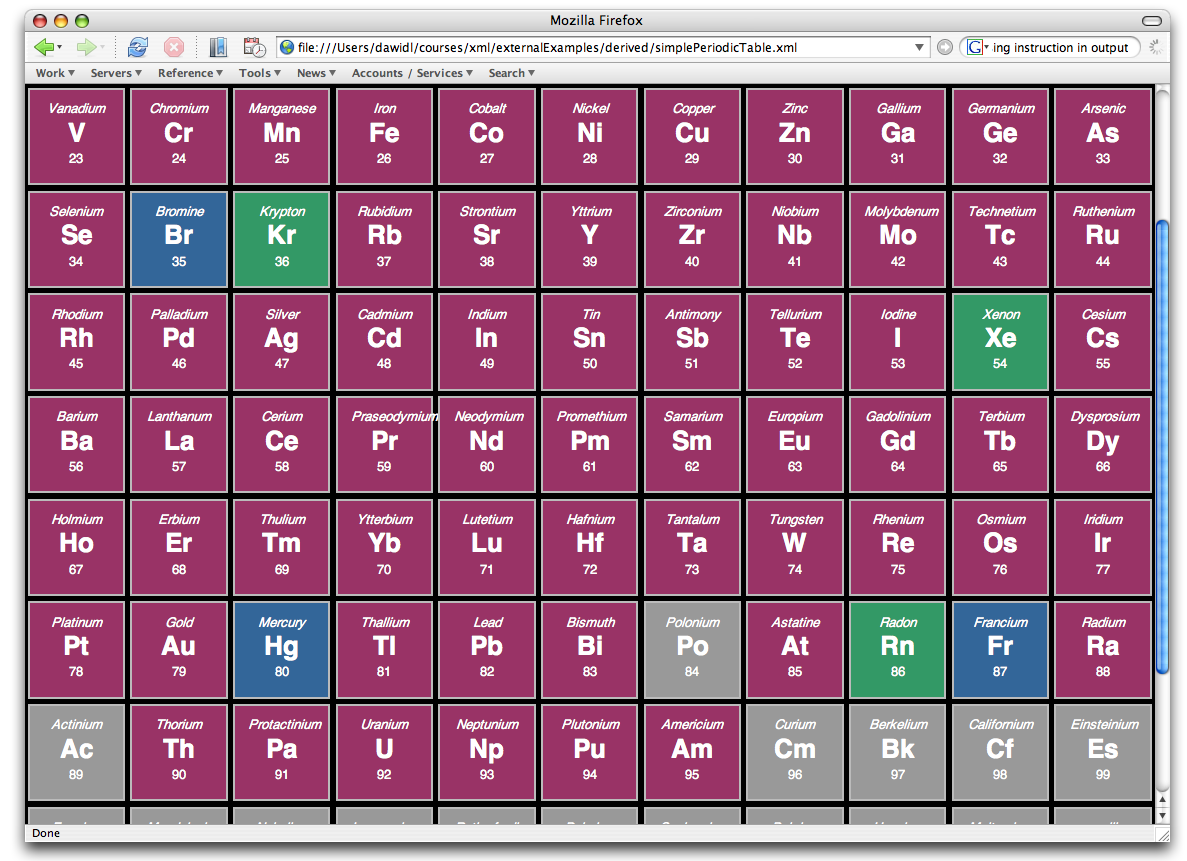 Mozilla Firefox
file:///Users/dawidl/courses/xml/externalExamples/derived/simplePeriodicTable.xml
G ing instruction in output
Work Servers Reference Tools News Accounts / Services Search
Vanadium Chromium Manganese Iron Cobalt Nickel Copper Zinc Gallium Germanium Arsenic
V Cr Mn Fe Co Ni Cu Zn Ga Ge As
23 24 25 26 27 28 29 30 31 32 33
Selenium Bromine Krypton Rubidium Strontium Yttrium Zirconium Niobium Molybdenum Technetium Ruthenium
Se Br Kr Rb Sr Y Zr Nb Mo Tc Ru
34 35 36 37 38 39 40 41 42 43 44
Rhodium Palladium Silver Cadmium Indium Tin Antimony Tellurium Iodine Xenon Cesium
Rh Pd Ag Cd In Sn Sb Te I Xe Cs
45 46 47 48 49 50 51 52 53 54 55
Barium Lanthanum Cerium Praseodymium Neodymium Promethium Samarium Europium Gadolinium Terbium Dysprosium
Ba La Ce Pr Nd Pm Sm Eu Gd Tb Dy
56 57 58 59 60 61 62 63 64 65 66
Holmium Erbium Thulium Ytterbium Lutetium Hafnium Tantalum Tungsten Rhenium Osmium Iridium
Ho Er Tm Yb Lu Hf Ta W Re Os Ir
67 68 69 70 71 72 73 74 75 76 77
Platinum Gold Mercury Thallium Lead Bismuth Polonium Astatine Radon Francium Radium
Pt Au Hg Tl Pb Bi Po At Rn Fr Ra
78 79 80 81 82 83 84 85 86 87 88
Actinium Thorium Protactinium Uranium Neptunium Plutonium Americium Curium Berkelium Californium Einsteinium
Ac Th Pa U Np Pu Am Cm Bk Cf Es
89 90 91 92 93 94 95 96 97 98 99
Done